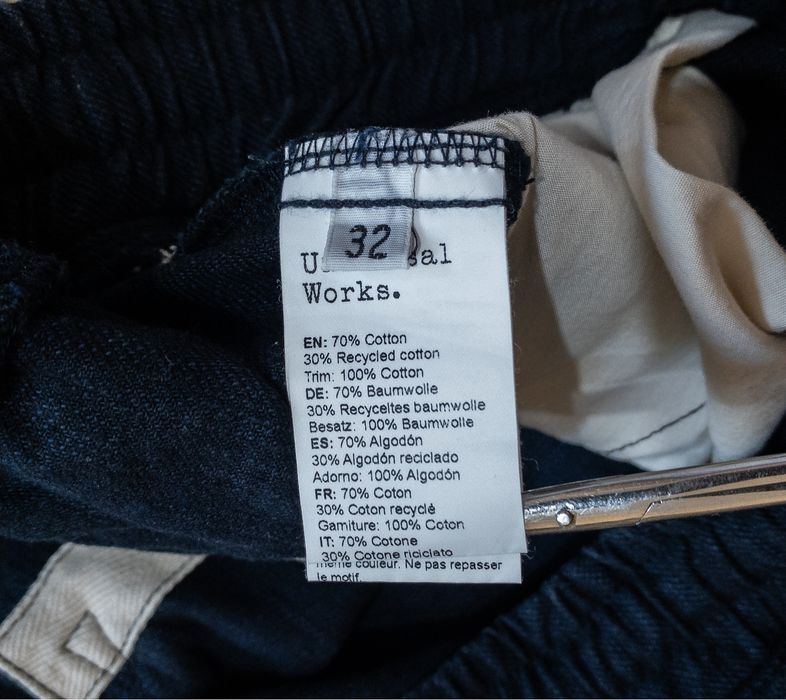 32
sal
Works.
EN: 70% Cotton
30% Recycled cotton
Trim: 100% Cotton
DE: 70% Baumwolle
30% Recyceltes baumwolle
Besatz: 100% Baumwolle
ES: 70% Algodón
30% Algodón reciclado
Adorno: 100% Algodón
FR: 70% Coton
30% Coton recyclé
Garniture: 100% Coton
IT: 70% Cotone
30% Cotone riciclato
même couleur. Ne pas repasser
le motif.